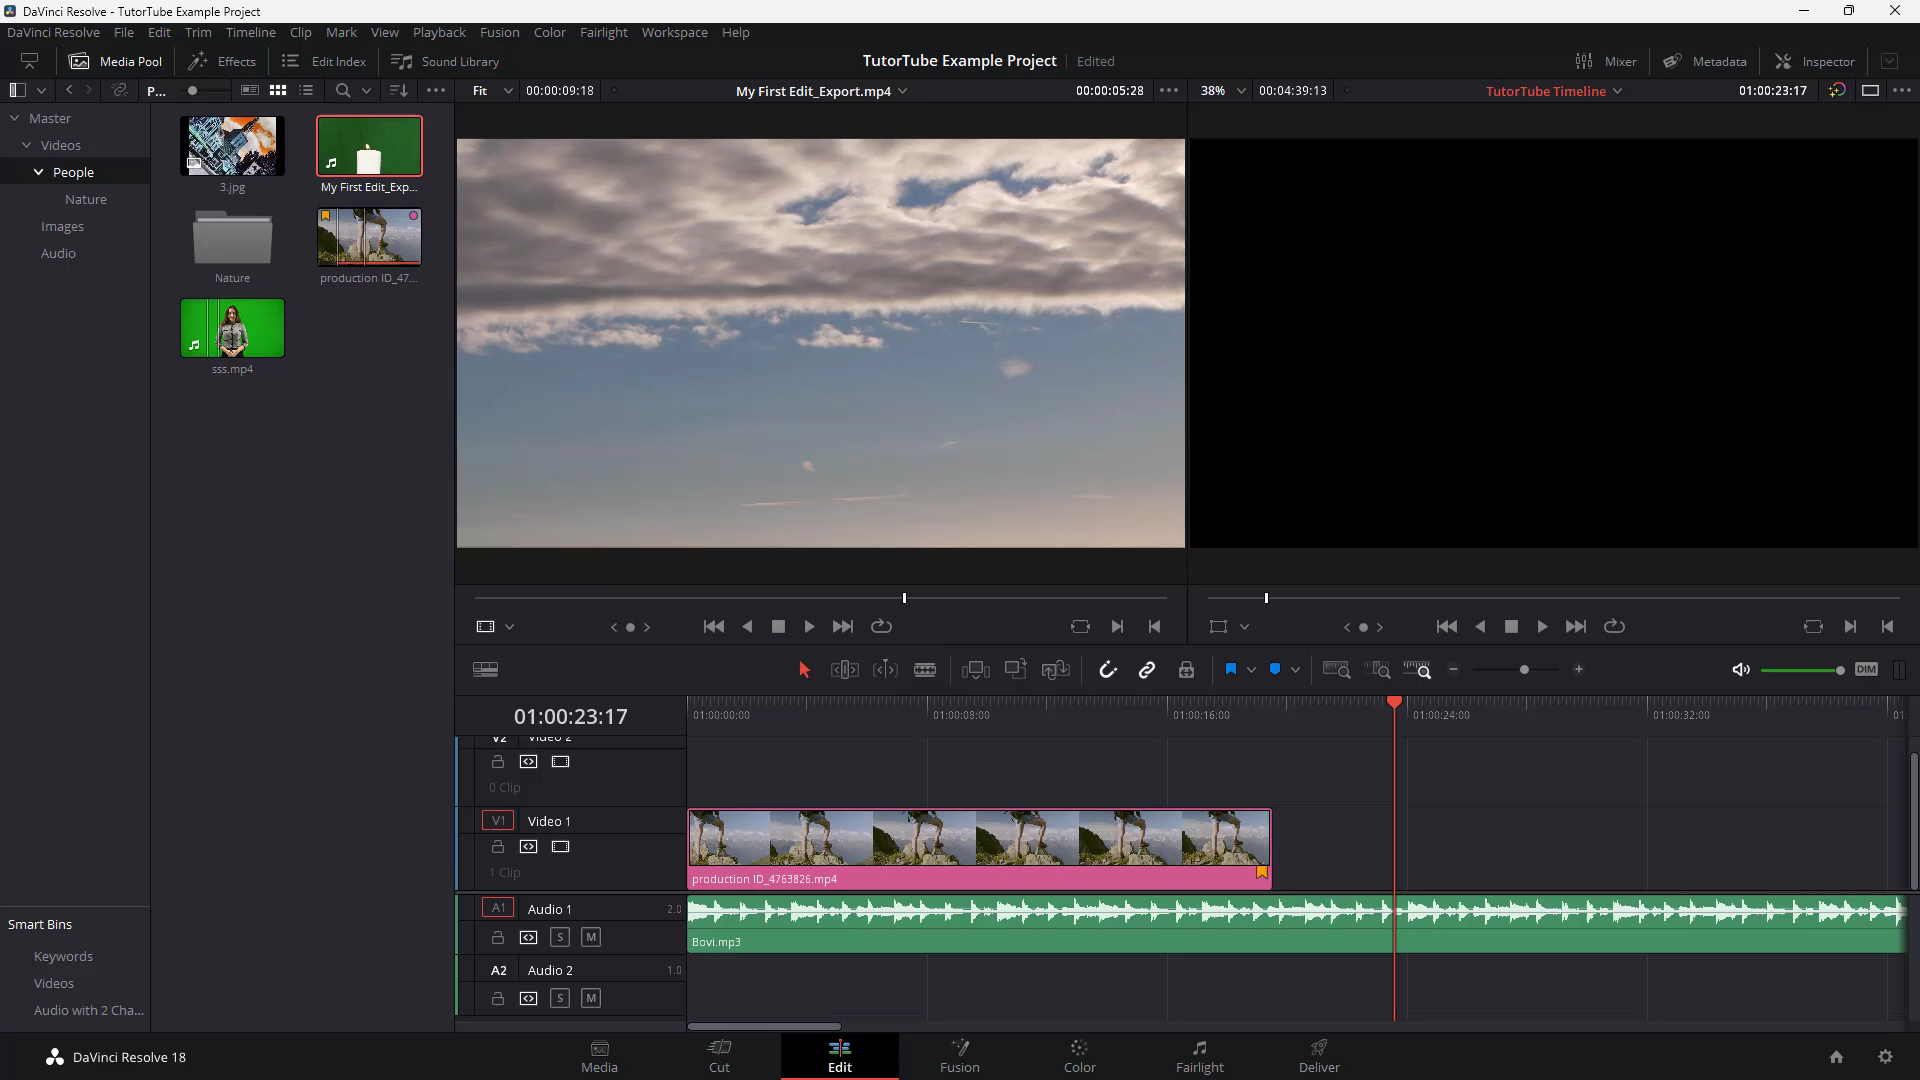 DaVinci Resolve - TutorTube Example Project
DaVinci Resolve File Edit Trim Timeline Clip Mark View Playback Fusion Color Fairlight Workspace Help
Media Pool Effects Edit Index Sound Library TutorTube Example Project Edited Mixer Metadata Inspector
P... Fit 00:00:09:18 My First Edit_Export.mp4 00:00:05:28 38% 00:04:39:13 TutorTube Timeline 01:00:23:17
Master
Videos
People
Nature
Images
Audio
3.jpg
My First Edit_Exp...
Nature
production ID_47...
sss.mp4
DIM
01:00:23:17
01:00:00:00 01:00:08:00 01:00:16:00 01:00:24:00 01:00:32:00 01
V2 Video 2
0 Clip
V1 Video 1
1 Clip
production ID_4763826.mp4
A1 Audio 1 2.0
S M
Bovi.mp3
A2 Audio 2 1.0
S M
Smart Bins
Keywords
Videos
Audio with 2 Cha...
DaVinci Resolve 18
Media Cut Edit Fusion Color Fairlight Deliver